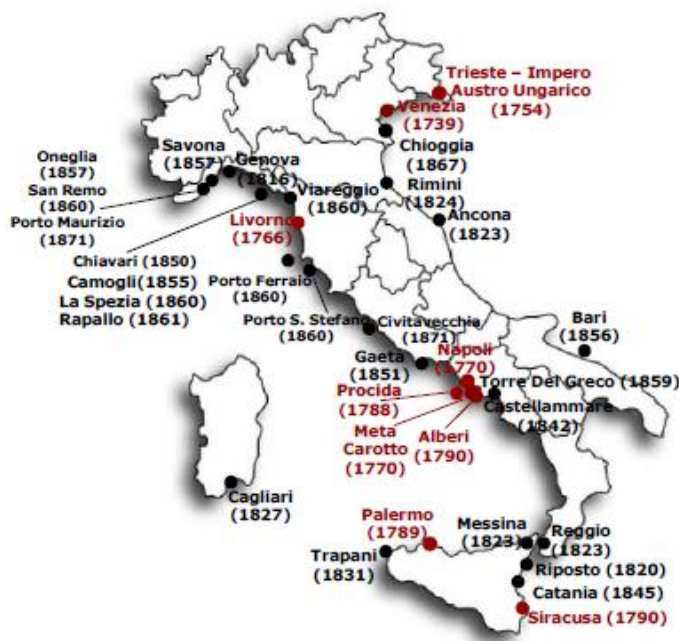 Trieste – Impero
Austro Ungarico
(1754)
Venezia
(1739)
Chioggia
(1867)
Savona
(1857)
Genova
(1816)
Oneglia
(1857)
San Remo
(1860)
Porto Maurizio
(1871)
Viareggio
(1860)
Rimini
(1824)
Ancona
(1823)
Livorno
(1766)
Chiavari (1850)
Camogli(1855)
La Spezia (1860)
Rapallo (1861)
Porto Ferraio
(1860)
Porto S. Stefano
(1860)
Civitavecchia
(1871)
Bari
(1856)
Gaeta
(1851)
Napoli
(1770)
Procida
(1788)
Torre Del Greco (1859)
Castellammare
(1842)
Meta
Carotto
(1770)
Alberi
(1790)
Cagliari
(1827)
Palermo
(1789)
Messina
(1823)
Reggio
(1823)
Trapani
(1831)
Riposto (1820)
Catania (1845)
Siracusa (1790)